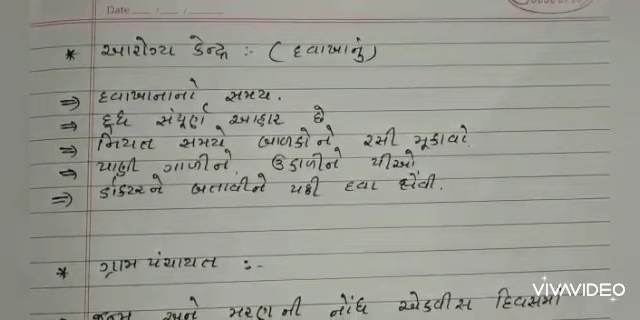 Date / /
* આરોગ્ય કેન્દ્ર :- ( દવાખાનું )
⇒ દવાખાનાનો સમય.
⇒ દૂધ સંપૂર્ણ આહાર છે
⇒ નિયત સમયે બાળકોને રસી મૂકાવો.
⇒ પાણી ગાળીને ઉકાળીને પીઓ
⇒ ડૉક્ટરને બતાવીને પછી દવા લેવી.
* ગ્રામ પંચાયત :-
જન્મ અને મરણની નોંધ એકવીસ દિવસમાં
VIVAVIDEO